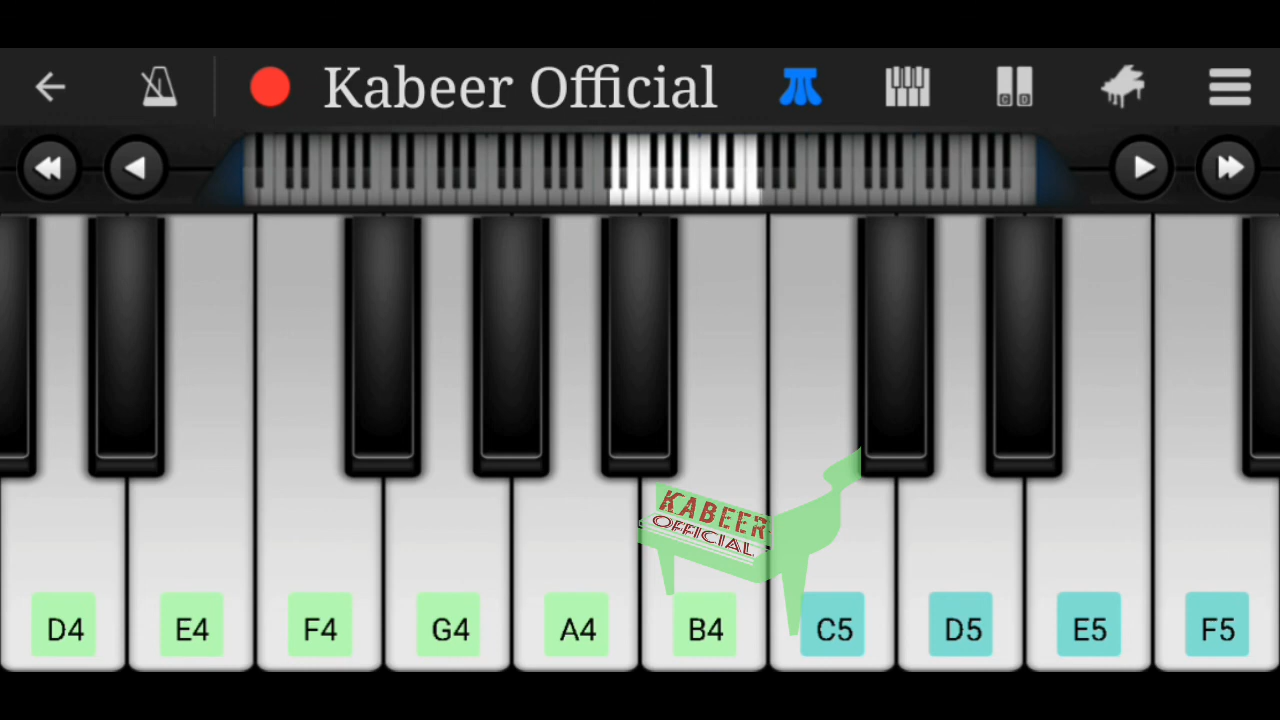 Kabeer Official
C D
KABEER
OFFICIAL
D4 E4 F4 G4 A4 B4 C5 D5 E5 F5